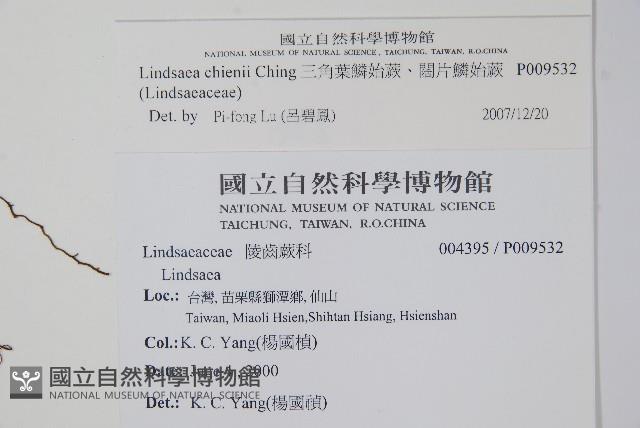 國立自然科學博物館
NATIONAL MUSEUM OF NATURAL SCIENCE, TAICHUNG, TAIWAN, R.O.CHINA
Lindsaea chienii Ching 三角葉鱗始蕨、闊片鱗始蕨 P009532
(Lindsaeaceae)
Det. by Pi-fong Lu (呂碧鳳) 2007/12/20
國立自然科學博物館
NATIONAL MUSEUM OF NATURAL SCIENCE
TAICHUNG, TAIWAN, R.O.CHINA
Lindsaeaceae 陵齒蕨科 004395 / P009532
Lindsaea
Loc.: 台灣, 苗栗縣獅潭鄉, 仙山
Taiwan, Miaoli Hsien,Shihtan Hsiang, Hsienshan
Col.: K. C. Yang(楊國楨)
2000
國立自然科學博物館
NATIONAL MUSEUM OF NATURAL SCIENCE
Det.: K. C. Yang(楊國禎)